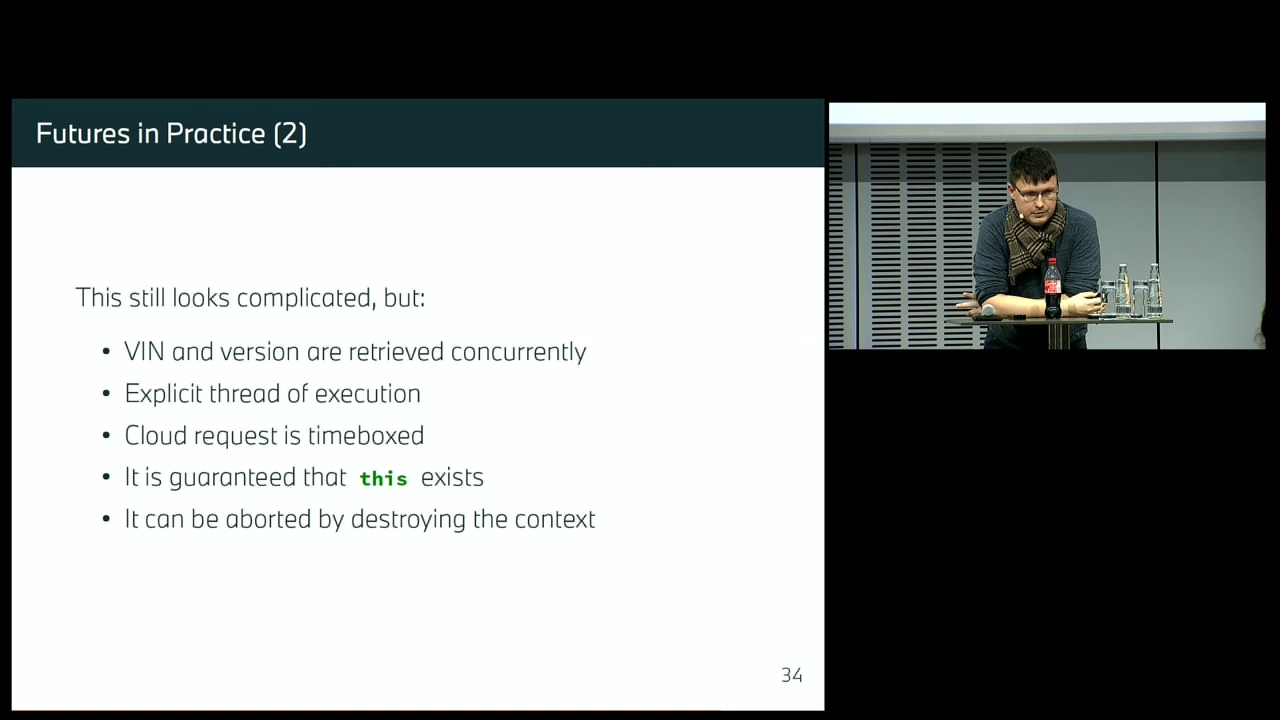 Futures in Practice (2)
This still looks complicated, but:
• VIN and version are retrieved concurrently
• Explicit thread of execution
• Cloud request is timeboxed
• It is guaranteed that this exists
• It can be aborted by destroying the context
34